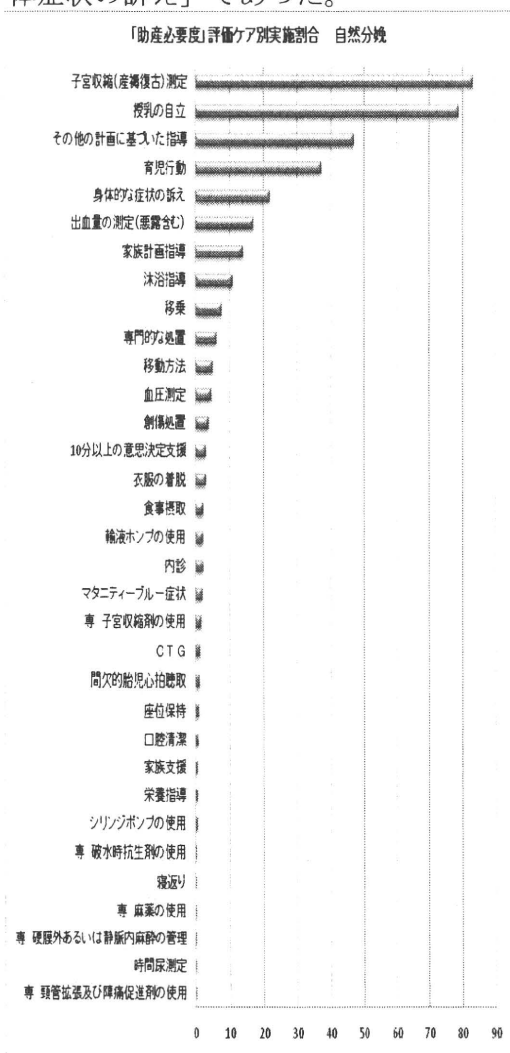 体症状の訴え」であった。
「助産必要度」評価ケア別実施割合　自然分娩
子宮収縮(産褥復古)測定
授乳の自立
その他の計画に基づいた指導
育児行動
身体的な症状の訴え
出血量の測定(悪露含む)
家族計画指導
沐浴指導
移乗
専門的な処置
移動方法
血圧測定
創傷処置
10分以上の意思決定支援
衣服の着脱
食事摂取
輸液ポンプの使用
内診
マタニティーブルー症状
専 子宮収縮剤の使用
CTG
間欠的胎児心拍聴取
座位保持
口腔清潔
家族支援
栄養指導
シリンジポンプの使用
専 破水時抗生剤の使用
寝返り
専 麻薬の使用
専 硬膜外あるいは静脈内麻酔の管理
時間尿測定
専 頸管拡張及び陣痛促進剤の使用
0 10 20 30 40 50 60 70 80 90